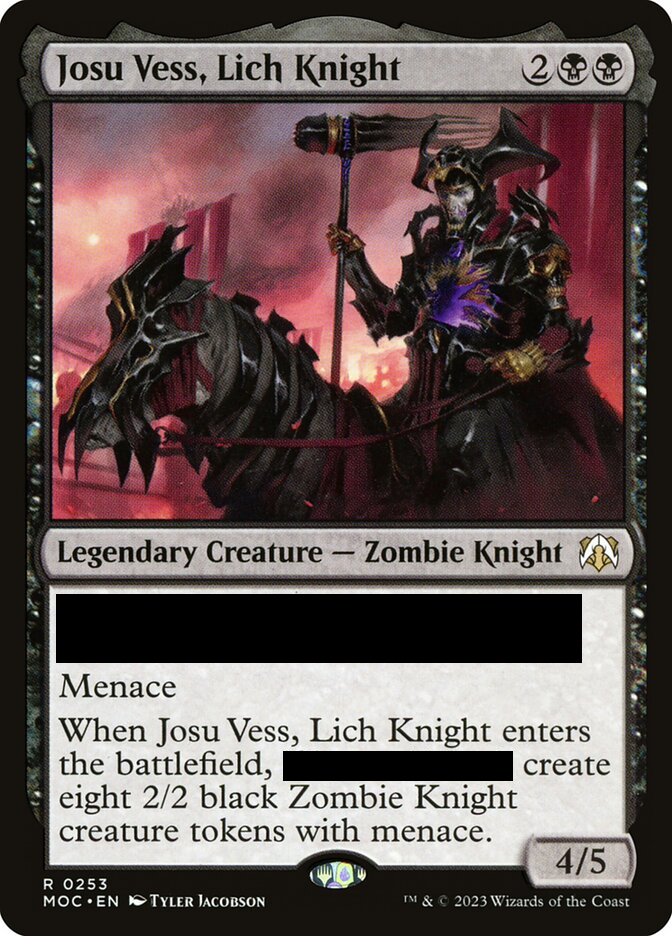 Josu Vess, Lich Knight 2
Legendary Creature — Zombie Knight
Menace
When Josu Vess, Lich Knight enters
the battlefield, create
eight 2/2 black Zombie Knight
creature tokens with menace.
4/5
R 0253
MOC • EN Tyler Jacobson
™ & © 2023 Wizards of the Coast